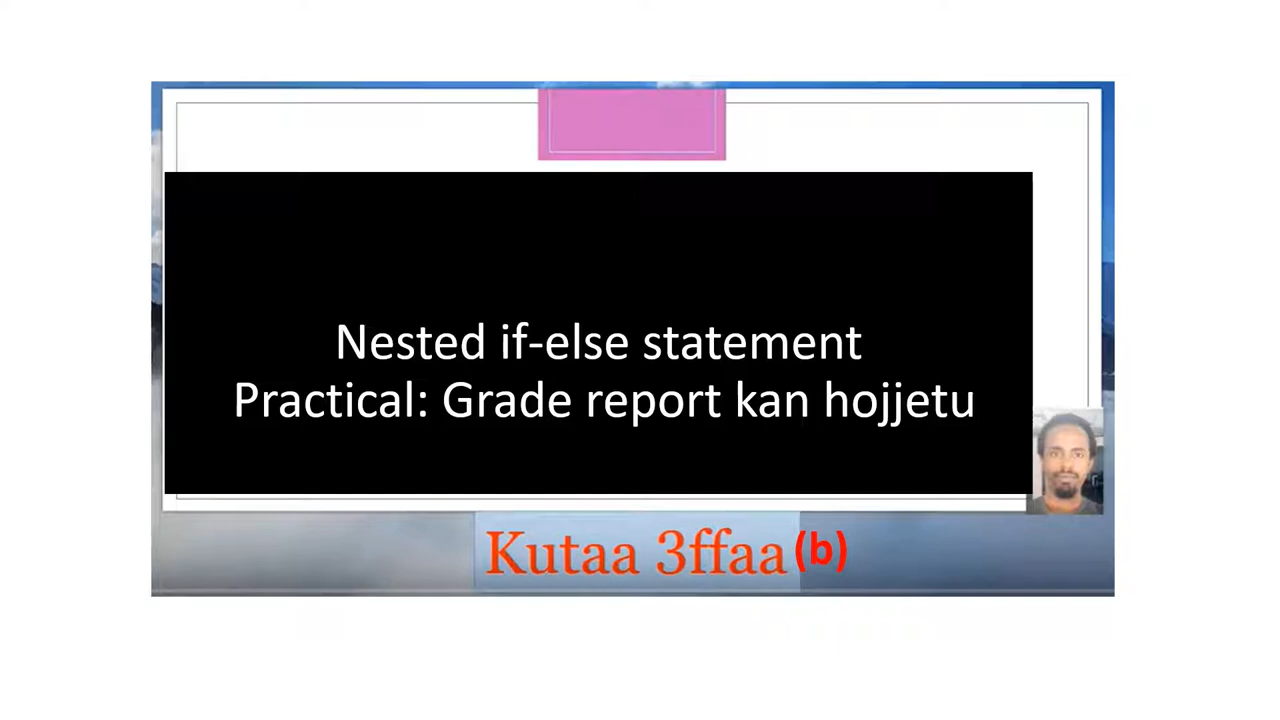 Nested if-else statement
Practical: Grade report kan hojjetu
Kutaa 3ffaa (b)